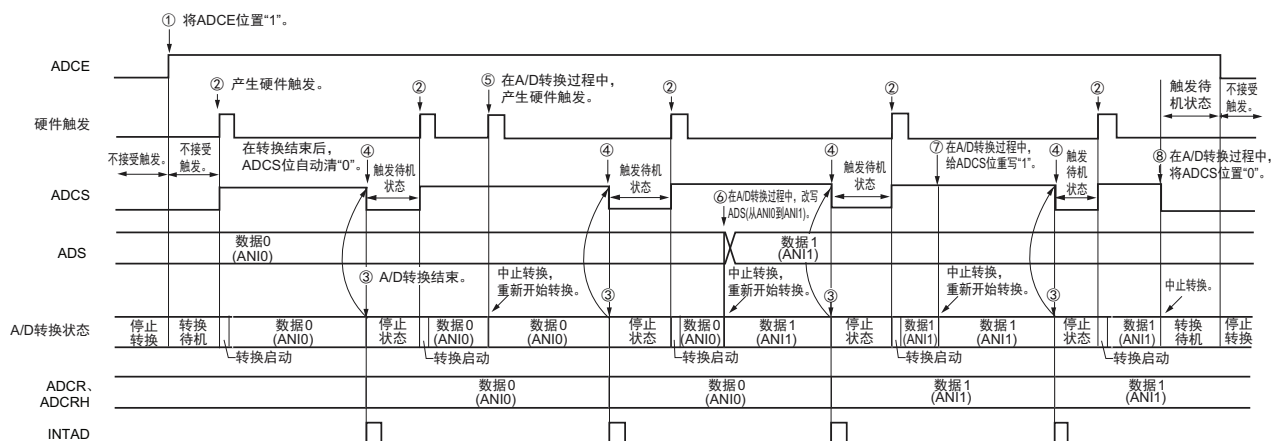 ① 将ADCE位置“1”。
ADCE
② 产生硬件触发。
②
⑤ 在A/D转换过程中，
产生硬件触发。
②
②
②
触发待
机状态
不接受
触发。
硬件触发
不接受触发。
不接受
触发。
在转换结束后，
ADCS位自动清“0”。
④
触发待机
状态
④
触发待机
状态
④
触发待机
状态
⑦ 在A/D转换过程中，
给ADCS位重写“1”。
④
触发
待机
状态
⑧ 在A/D转换过程中，
将ADCS位置“0”。
ADCS
⑥ 在A/D转换过程中，改写
ADS(从ANI0到ANI1)。
ADS
数据0
(ANI0)
数据1
(ANI1)
③ A/D转换结束。
中止转换，
重新开始转换。
③
中止转换，
重新开始转换。
③
中止转换，
重新开始转换。
③
中止转换。
A/D转换状态
停止
转换
转换
待机
数据0
(ANI0)
停止
状态
数据0
(ANI0)
数据0
(ANI0)
停止
状态
数据0
(ANI0)
数据1
(ANI1)
停止
状态
数据1
(ANI1)
数据1
(ANI1)
停止
状态
数据1
(ANI1)
转换
待机
停止
转换
转换启动
转换启动
转换启动
转换启动
转换启动
ADCR、
ADCRH
数据0
(ANI0)
数据0
(ANI0)
数据1
(ANI1)
数据1
(ANI1)
INTAD